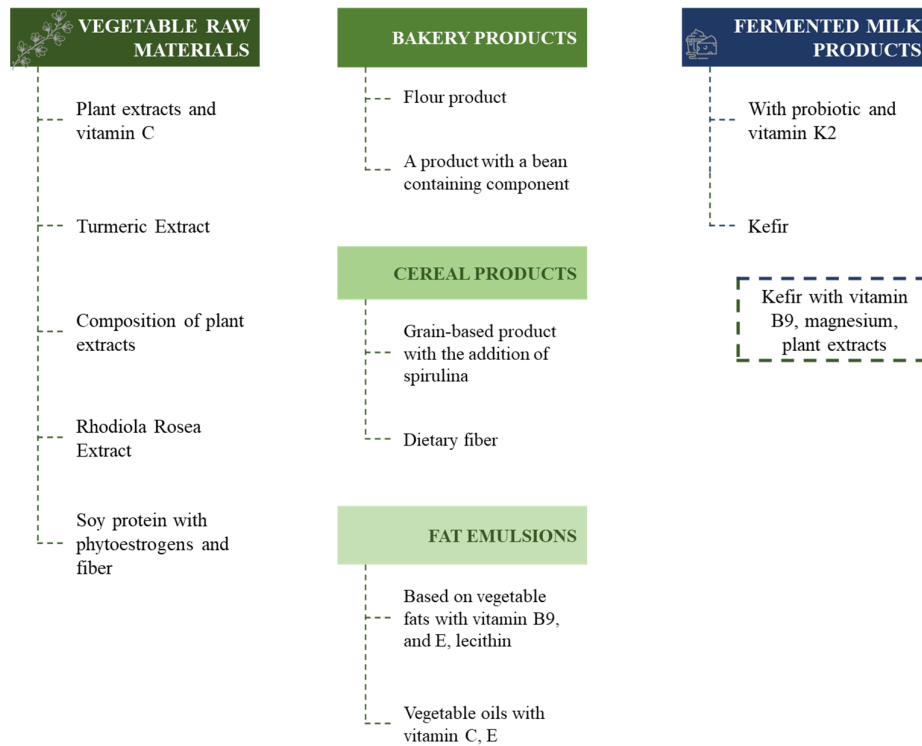 VEGETABLE RAW
MATERIALS
Plant extracts and
vitamin C
Turmeric Extract
Composition of plant
extracts
Rhodiola Rosea
Extract
Soy protein with
phytoestrogens and
fiber
BAKERY PRODUCTS
Flour product
A product with a bean
containing component
CEREAL PRODUCTS
Grain-based product
with the addition of
spirulina
Dietary fiber
FAT EMULSIONS
Based on vegetable
fats with vitamin B9,
and E, lecithin
Vegetable oils with
vitamin C, E
FERMENTED MILK
PRODUCTS
With probiotic and
vitamin K2
Kefir
Kefir with vitamin
B9, magnesium,
plant extracts